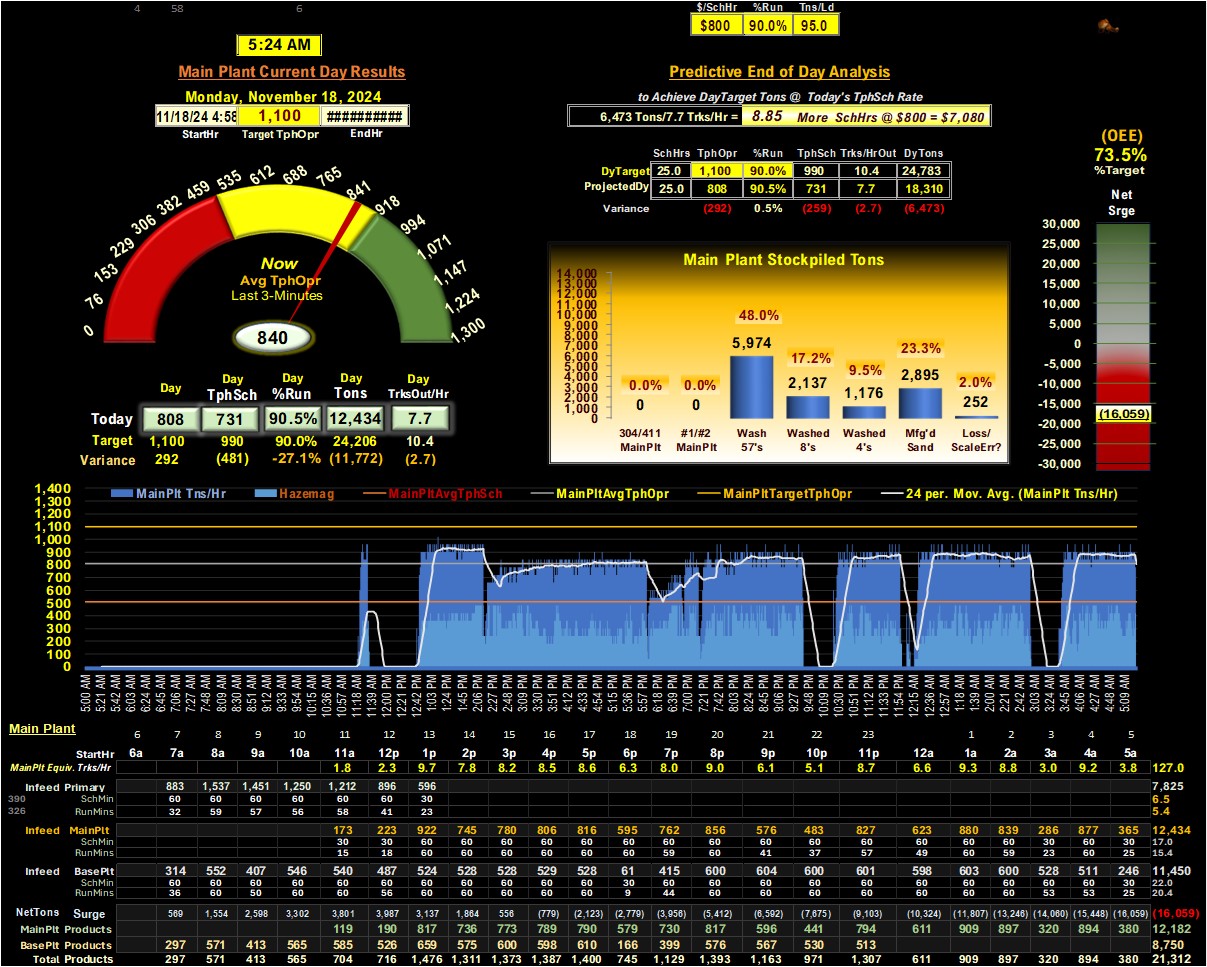 4 58 6
$/SchHr %Run Tns/Ld
$800 90.0% 95.0
5:24 AM
Main Plant Current Day Results
Monday, November 18, 2024
11/18/24 4:58 1,100 ##########
StartHr Target TphOpr EndHr
Predictive End of Day Analysis
to Achieve DayTarget Tons @ Today's TphSch Rate
6,473 Tons/7.7 Trks/Hr = 8.85 More SchHrs @ $800 = $7,080
SchHrs TphOpr %Run TphSch Trks/HrOut DyTons
DyTarget 25.0 1,100 90.0% 990 10.4 24,783
ProjectedDy 25.0 808 90.5% 731 7.7 18,310
Variance (292) 0.5% (259) (2.7) (6,473)
(OEE)
73.5%
%Target
Net
Srge
30,000
25,000
20,000
15,000
10,000
5,000
0
-5,000
-10,000
-15,000
(16,059)
-20,000
-25,000
-30,000
0 76 153 229 306 382 459 535 612 688 765 841 918 994 1,071 1,147 1,224 1,300
Now
Avg TphOpr
Last 3-Minutes
840
Day Day TphSch Day %Run Day Tons Day TrksOut/Hr
Today 808 731 90.5% 12,434 7.7
Target 1,100 990 90.0% 24,206 10.4
Variance 292 (481) -27.1% (11,772) (2.7)
Main Plant Stockpiled Tons
14,000
13,000
12,000
11,000
10,000
9,000
8,000
7,000
6,000
5,000
4,000
3,000
2,000
1,000
0
0.0% 0.0% 48.0% 17.2% 9.5% 23.3% 2.0%
0 0 5,974 2,137 1,176 2,895 252
304/411 #1/#2 Wash Washed Washed Mfg'd Loss/
MainPlt MainPlt 57's 8's 4's Sand ScaleErr?
MainPlt Tns/Hr Hazemag MainPltAvgTphSch MainPltAvgTphOpr MainPltTargetTphOpr 24 per. Mov. Avg. (MainPlt Tns/Hr)
1,400
1,300
1,200
1,100
1,000
900
800
700
600
500
400
300
200
100
0
5:00 AM 5:21 AM 5:42 AM 6:03 AM 6:24 AM 6:45 AM 7:06 AM 7:27 AM 7:48 AM 8:09 AM 8:30 AM 8:51 AM 9:12 AM 9:33 AM 9:54 AM 10:15 AM 10:36 AM 10:57 AM 11:18 AM 11:39 AM 12:00 PM 12:21 PM 12:42 PM 1:03 PM 1:24 PM 1:45 PM 2:06 PM 2:27 PM 2:48 PM 3:09 PM 3:30 PM 3:51 PM 4:12 PM 4:33 PM 4:54 PM 5:15 PM 5:36 PM 5:57 PM 6:18 PM 6:39 PM 7:00 PM 7:21 PM 7:42 PM 8:03 PM 8:24 PM 8:45 PM 9:06 PM 9:27 PM 9:48 PM 10:09 PM 10:30 PM 10:51 PM 11:12 PM 11:33 PM 11:54 PM 12:15 AM 12:36 AM 12:57 AM 1:18 AM 1:39 AM 2:00 AM 2:21 AM 2:42 AM 3:03 AM 3:24 AM 3:45 AM 4:06 AM 4:27 AM 4:48 AM 5:09 AM
Main Plant 6 7 8 9 10 11 12 13 14 15 16 17 18 19 20 21 22 23 1 2 3 4 5
StartHr 6a 7a 8a 9a 10a 11a 12p 1p 2p 3p 4p 5p 6p 7p 8p 9p 10p 11p 12a 1a 2a 3a 4a 5a
MainPlt Equiv. Trks/Hr 1.8 2.3 9.7 7.8 8.2 8.5 8.6 6.3 8.0 9.0 6.1 5.1 8.7 6.6 9.3 8.8 3.0 9.2 3.8 127.0
Infeed Primary 883 1,537 1,451 1,250 1,212 896 596 7,825
390 SchMin 60 60 60 60 60 60 30 6.5
326 RunMins 32 59 57 56 58 41 23 5.4
Infeed MainPlt 173 223 922 745 780 806 816 595 762 856 576 483 827 623 880 839 286 877 365 12,434
SchMin 30 30 60 60 60 60 60 60 60 60 60 60 60 60 60 60 30 60 30 17.0
RunMins 15 18 60 60 60 60 60 60 60 59 41 37 57 49 60 59 23 60 25 15.4
Infeed BasePlt 314 552 407 546 540 487 524 528 528 529 528 61 415 600 604 600 601 598 603 600 528 511 246 11,450
SchMin 60 60 60 60 60 60 60 60 60 60 60 30 60 60 60 60 60 60 60 60 60 60 30 22.0
RunMins 36 60 50 60 60 56 60 60 60 60 60 9 44 60 60 60 60 60 60 60 53 53 25 20.4
NetTons Surge 569 1,554 2,598 3,302 3,801 3,987 3,137 1,864 556 (779) (2,123) (2,779) (3,956) (5,412) (6,592) (7,675) (9,103) (10,324) (11,807) (13,246) (14,060) (15,448) (16,059) (16,059)
MainPlt Products 119 190 817 736 773 789 790 579 730 817 596 441 794 611 909 897 320 894 380 12,182
BasePlt Products 297 571 413 565 585 526 659 575 600 598 610 166 399 576 567 530 513 8,750
Total Products 297 571 413 565 704 716 1,476 1,311 1,373 1,387 1,400 745 1,129 1,393 1,163 971 1,307 611 909 897 320 894 380 21,312